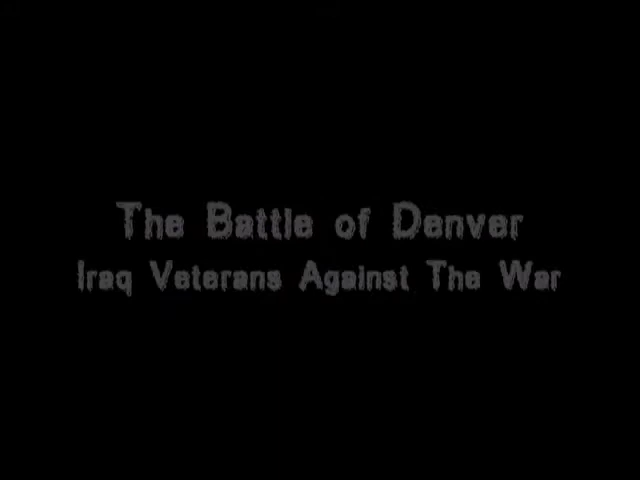 The Battle of Denver
Iraq Veterans Against The War